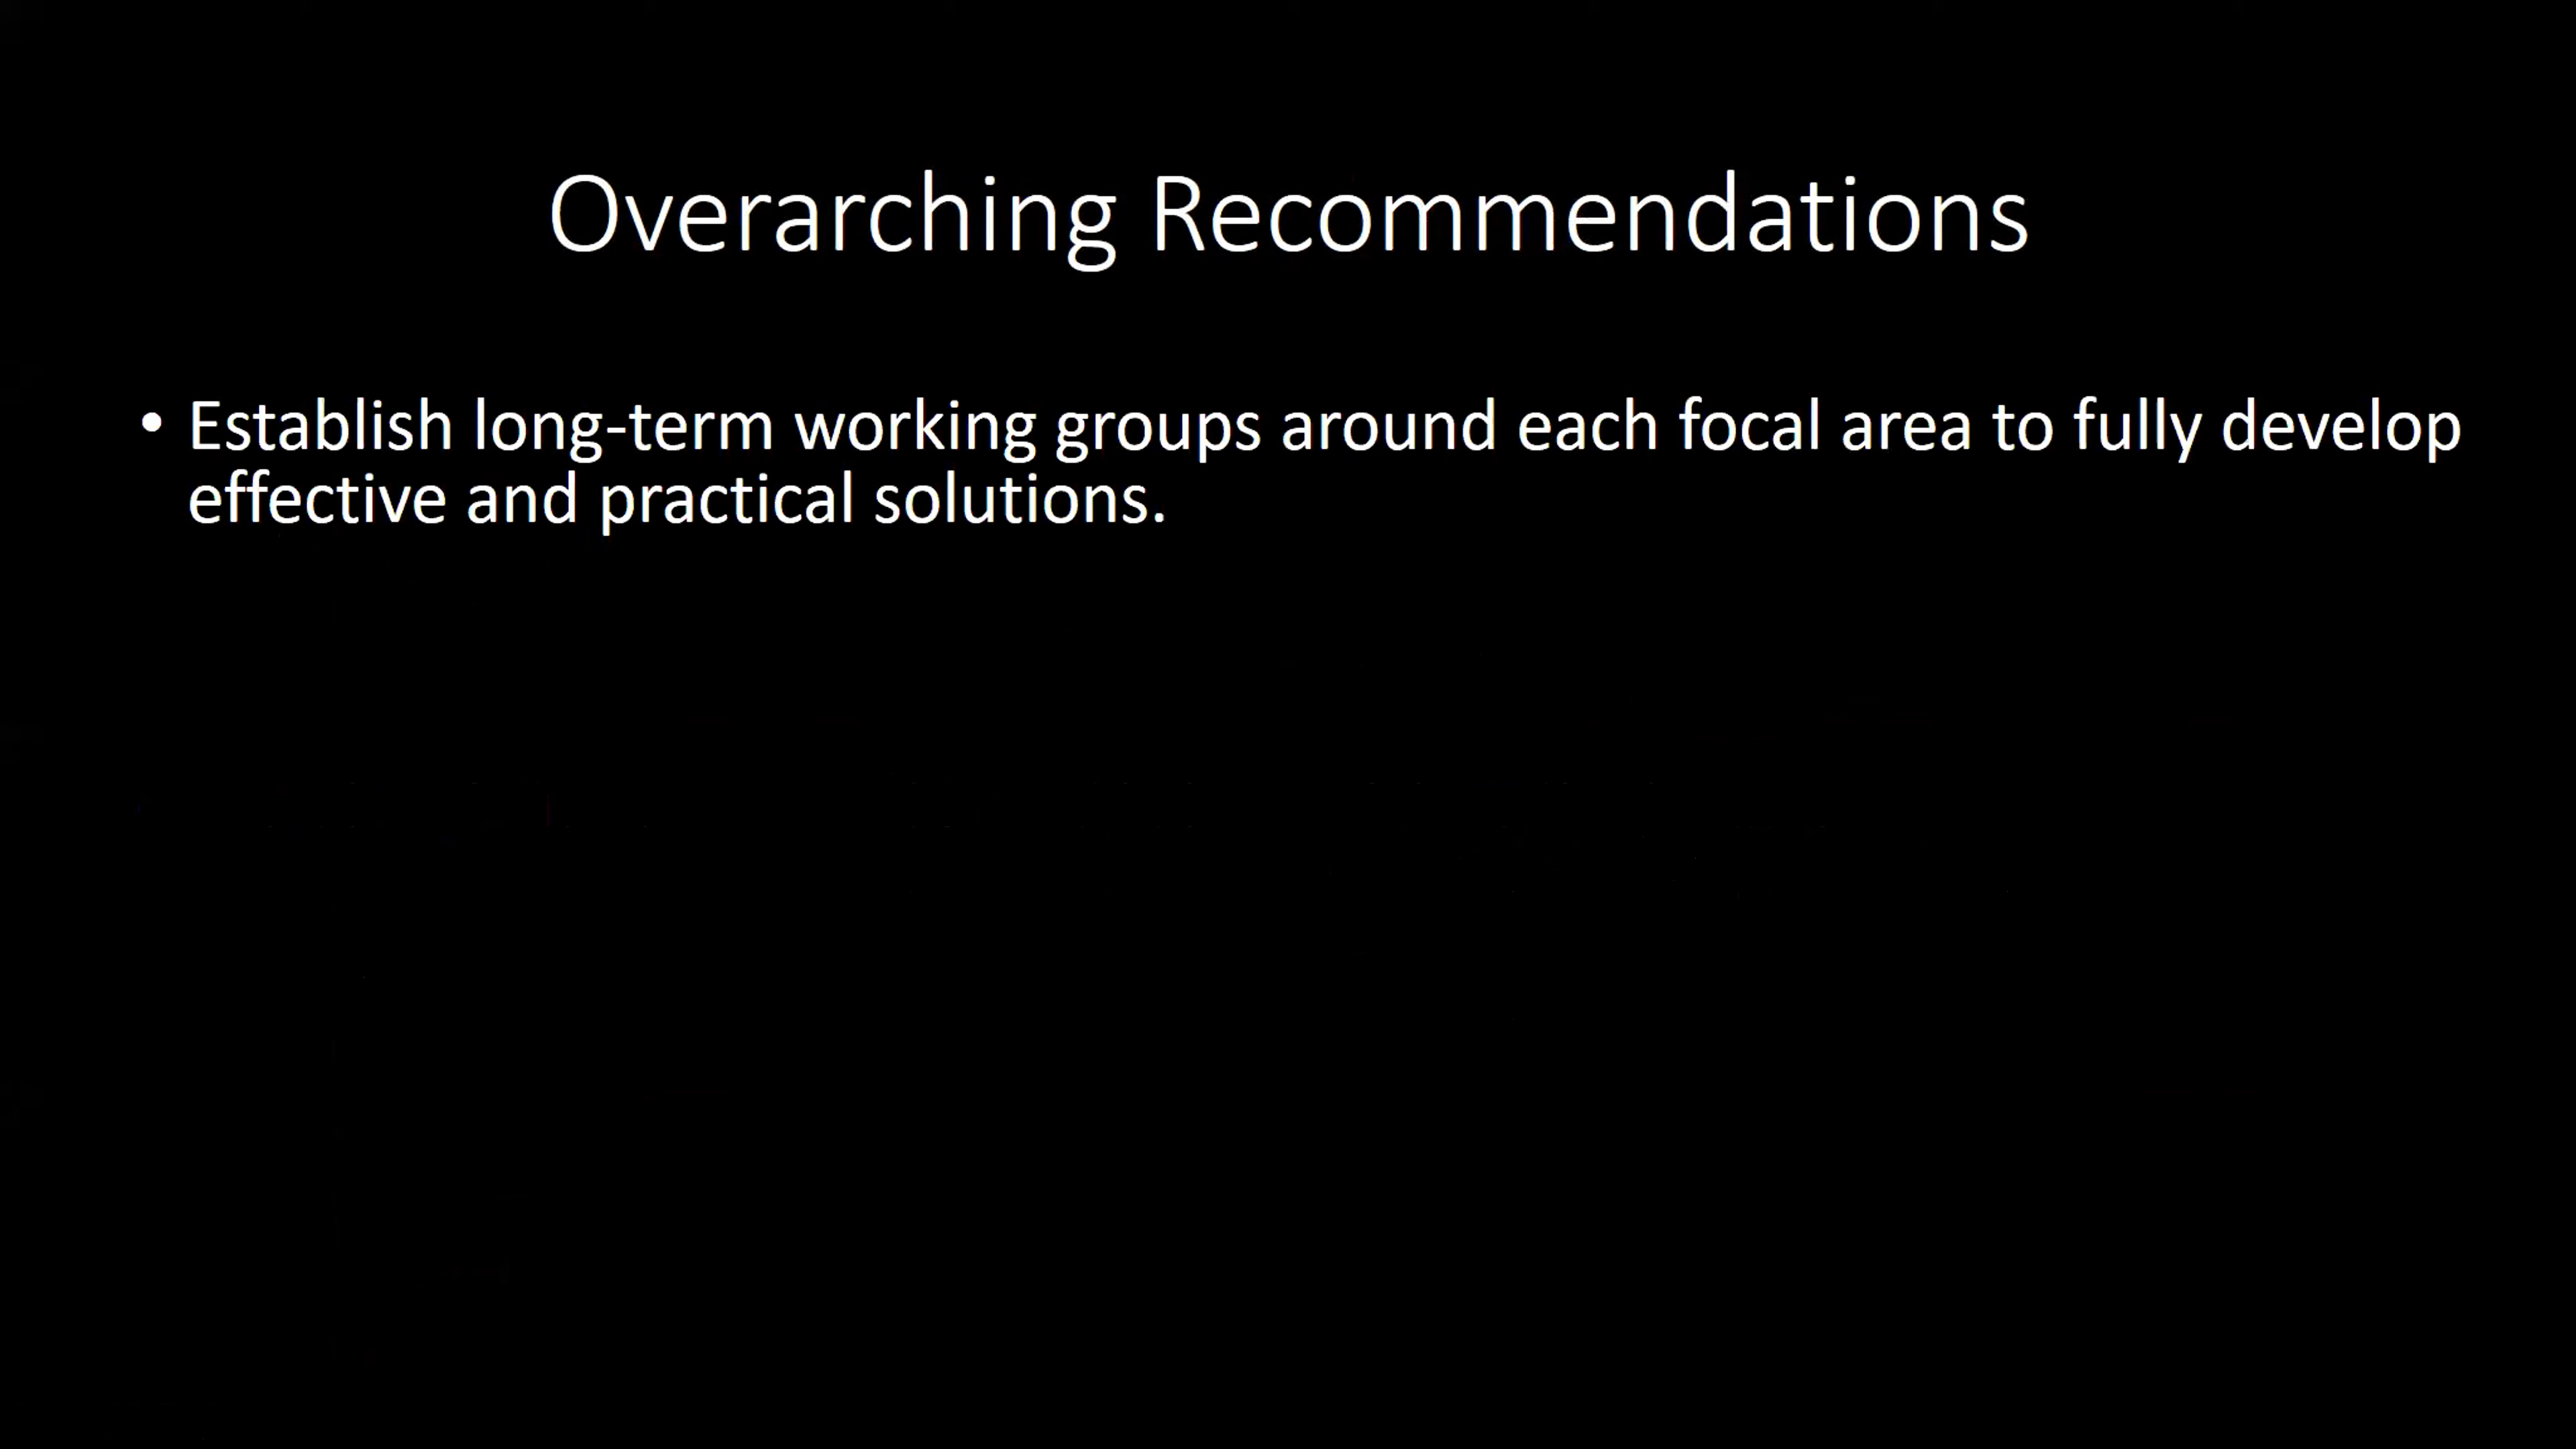 Overarching Recommendations
• Establish long-term working groups around each focal area to fully develop
effective and practical solutions.